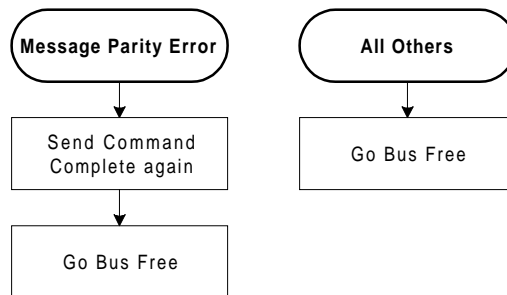 Message Parity Error
Send Command
Complete again
Go Bus Free
All Others
Go Bus Free